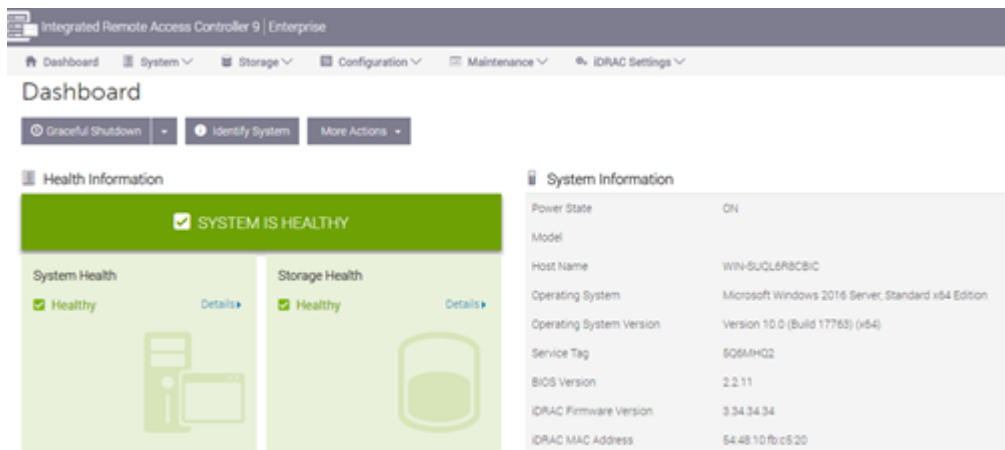 Integrated Remote Access Controller 9 | Enterprise
Dashboard System Storage Configuration Maintenance iDRAC Settings
Dashboard
Graceful Shutdown Identify System More Actions
Health Information
SYSTEM IS HEALTHY
System Health
Healthy Details
Storage Health
Healthy Details
System Information
Power State ON
Model
Host Name WIN-SUQL6R8CBIC
Operating System Microsoft Windows 2016 Server, Standard x64 Edition
Operating System Version Version 10.0 (Build 17763) (x64)
Service Tag 5Q6MHQ2
BIOS Version 2.2.11
iDRAC Firmware Version 3.34.34.34
iDRAC MAC Address 54:48:10:fb:c5:20